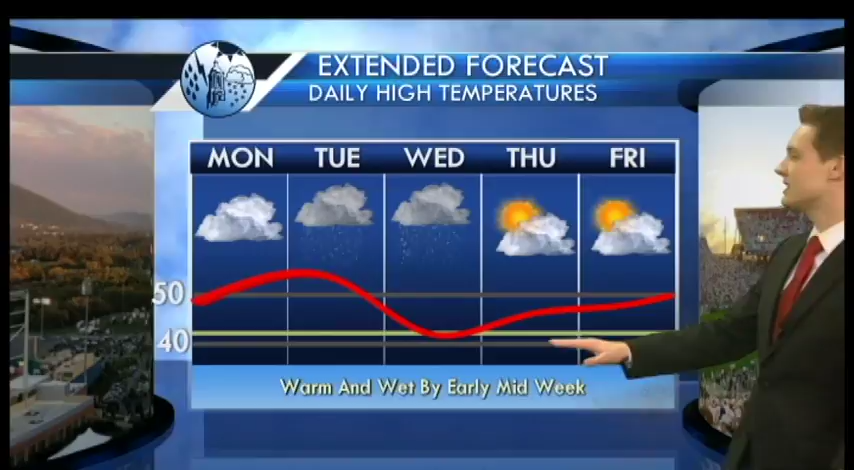 EXTENDED FORECAST
DAILY HIGH TEMPERATURES
MON TUE WED THU FRI
50
40
Warm And Wet By Early Mid Week